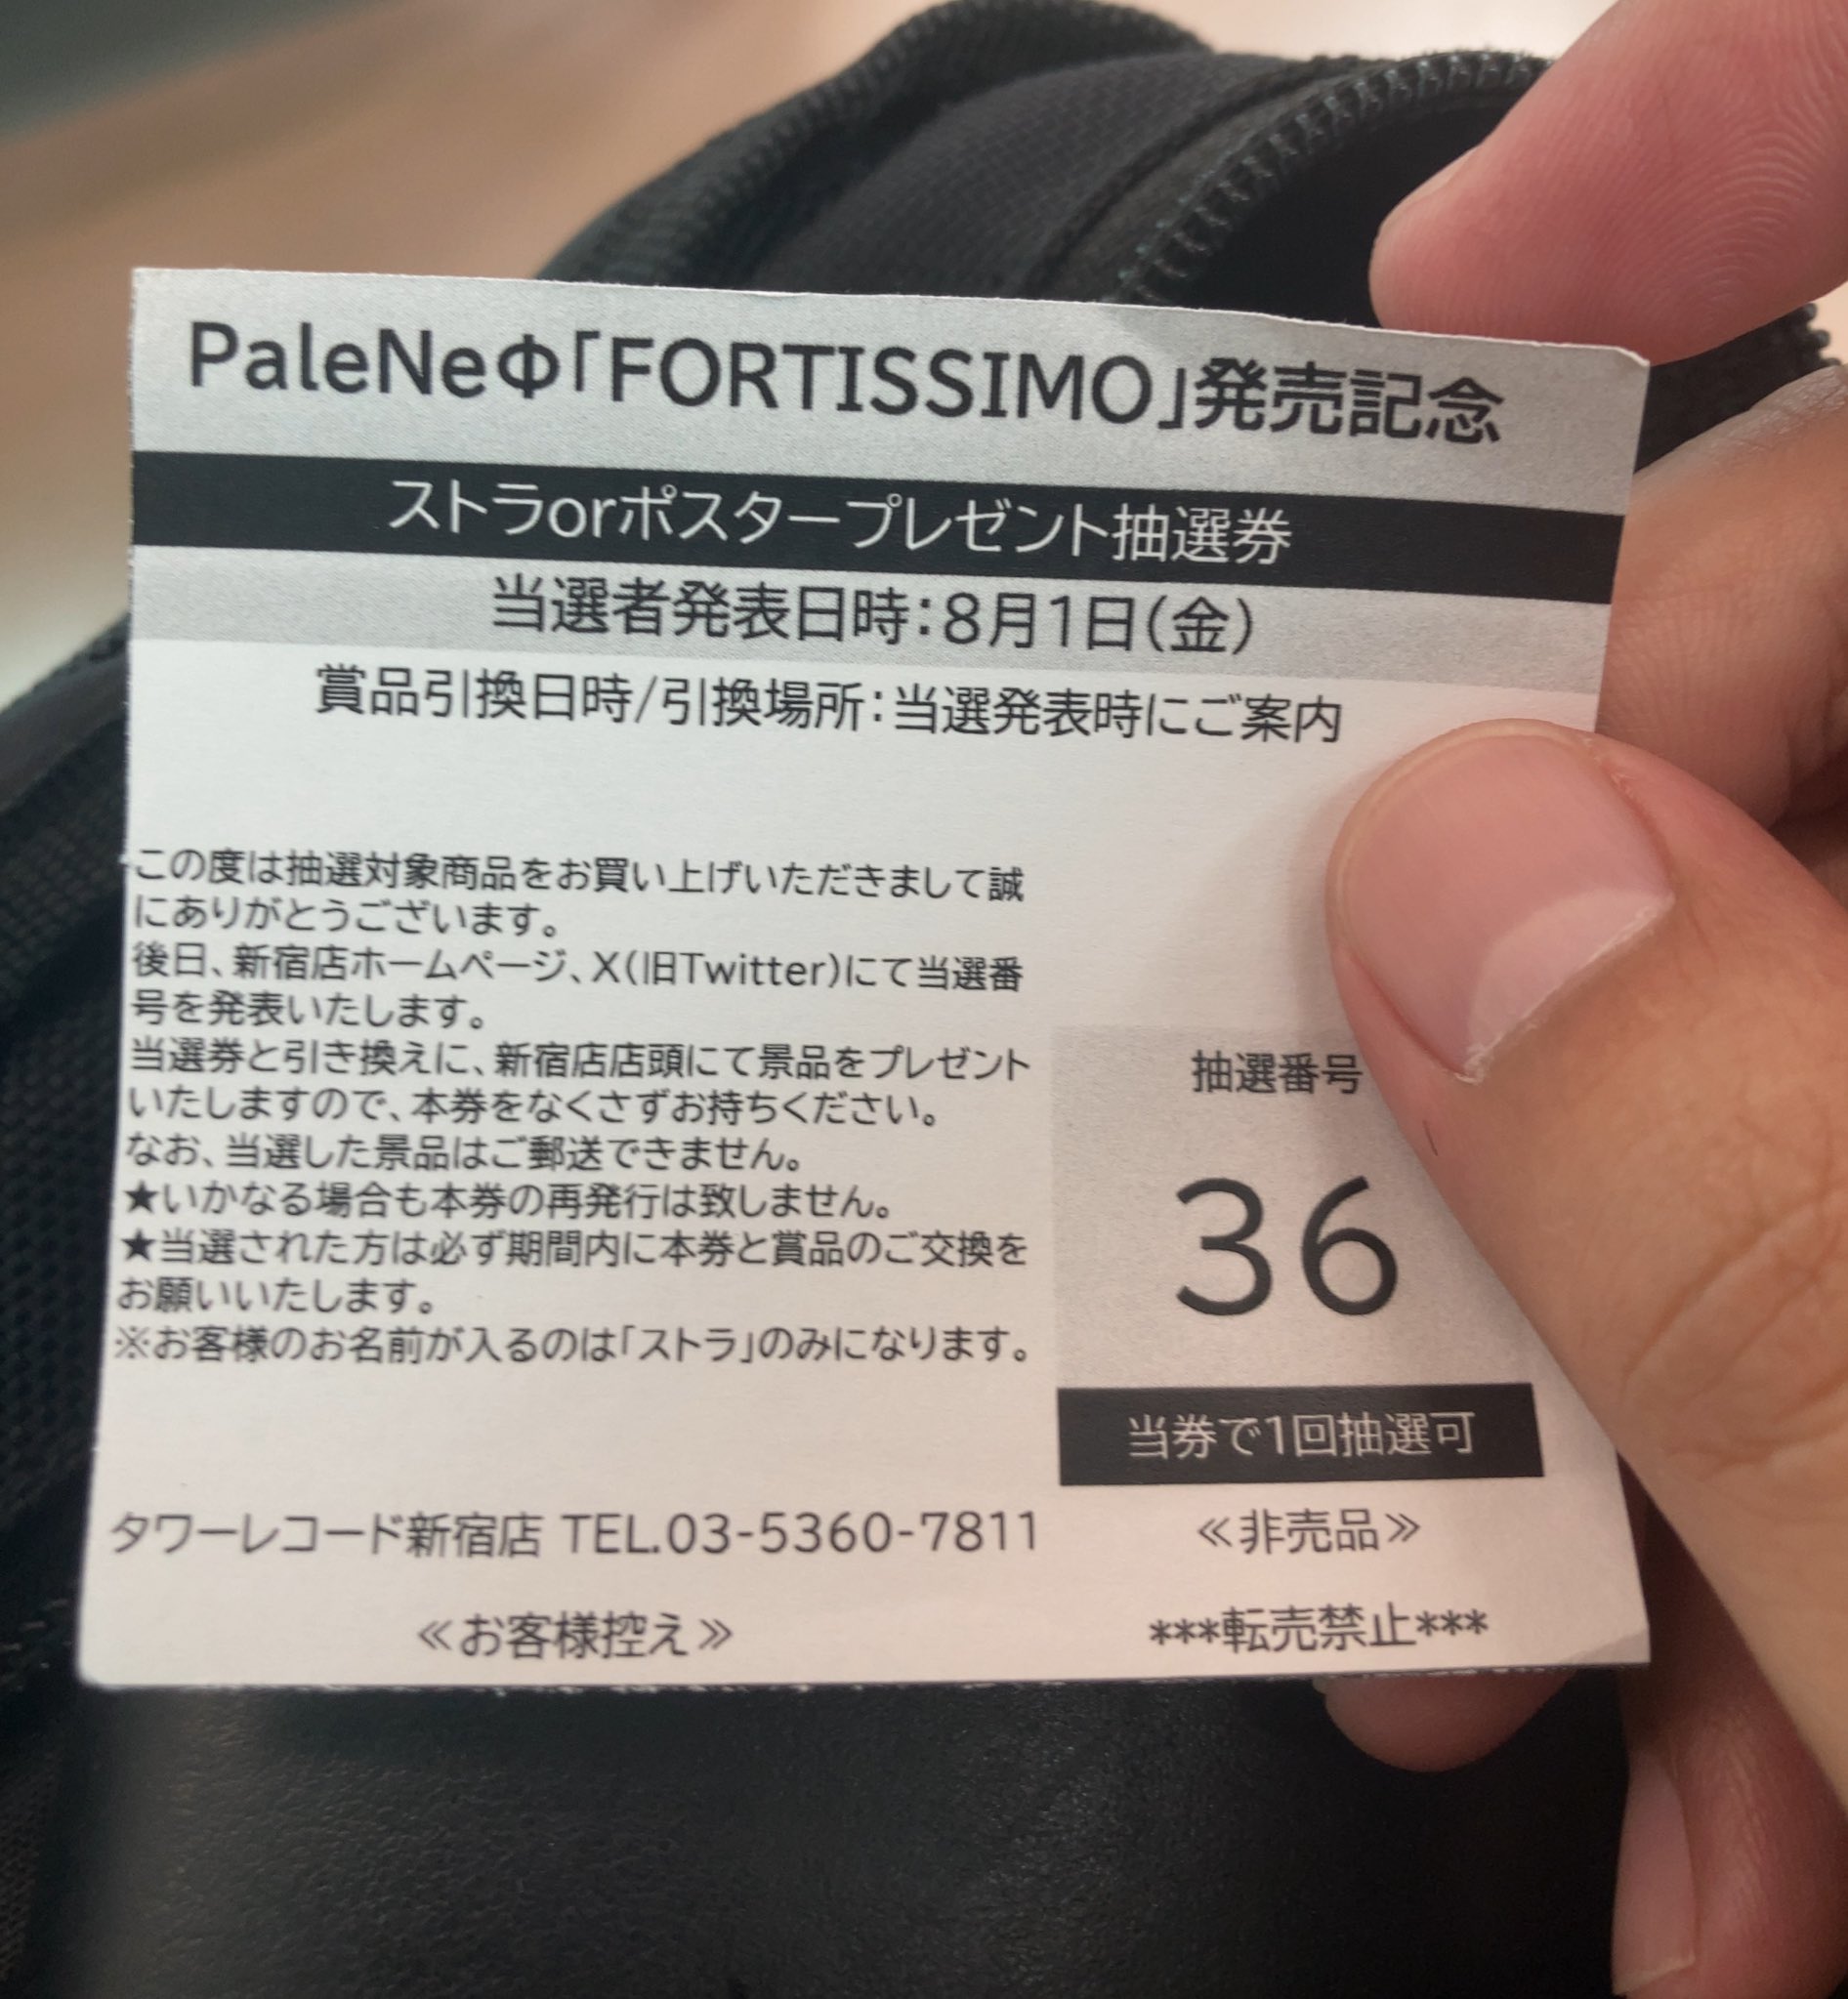 PaleNeΦ「FORTISSIMO」発売記念
ストラorポスタープレゼント抽選券
当選者発表日時：8月1日（金）
賞品引換日時/引換場所：当選発表時にご案内
この度は抽選対象商品をお買い上げいただきまして誠
にありがとうございます。
後日、新宿店ホームページ、X（旧Twitter）にて当選番
号を発表いたします。
当選券と引き換えに、新宿店店頭にて景品をプレゼント
いたしますので、本券をなくさずお持ちください。
なお、当選した景品はご郵送できません。
★いかなる場合も本券の再発行は致しません。
★当選された方は必ず期間内に本券と賞品のご交換を
お願いいたします。
※お客様のお名前が入るのは「ストラ」のみになります。
抽選番号
36
当券で1回抽選可
タワーレコード新宿店 TEL.03-5360-7811
≪非売品≫
≪お客様控え≫
***転売禁止***